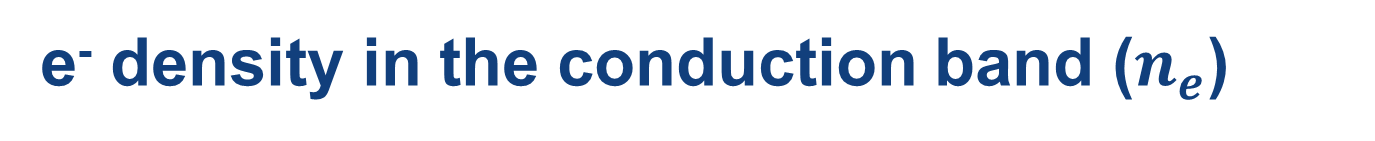 e⁻ density in the conduction band (nₑ)